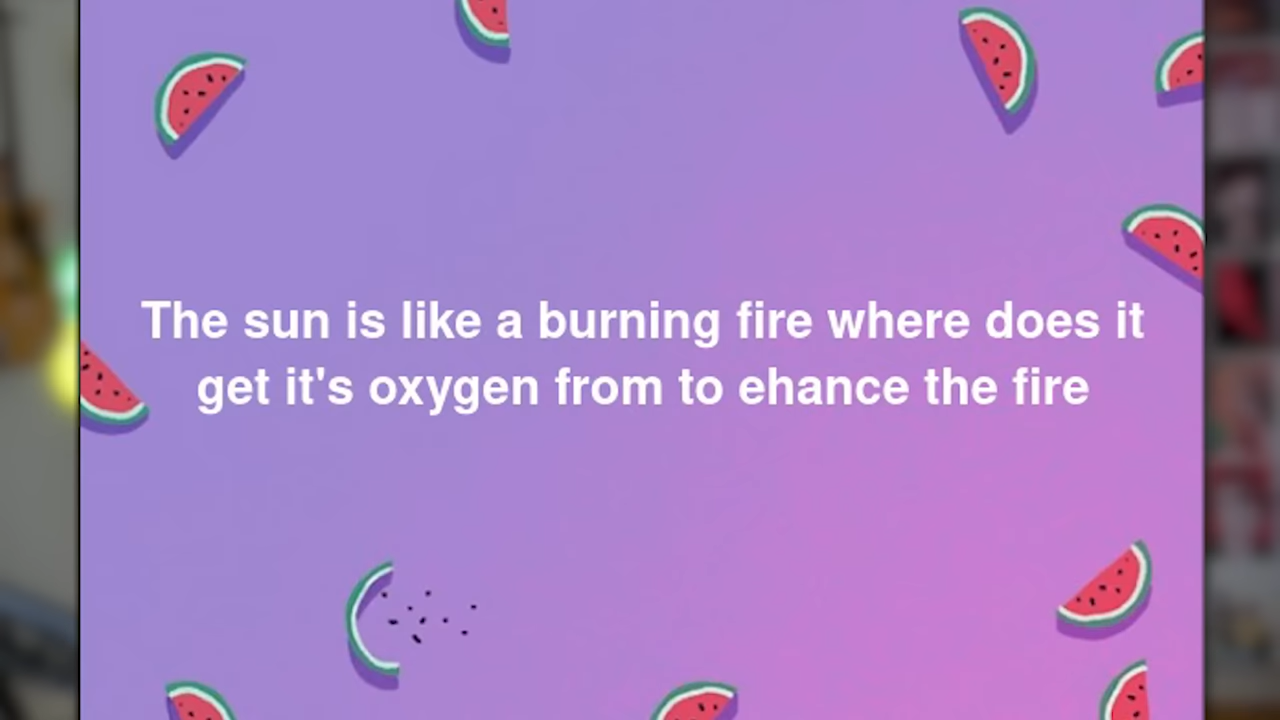 The sun is like a burning fire where does it
get it's oxygen from to ehance the fire